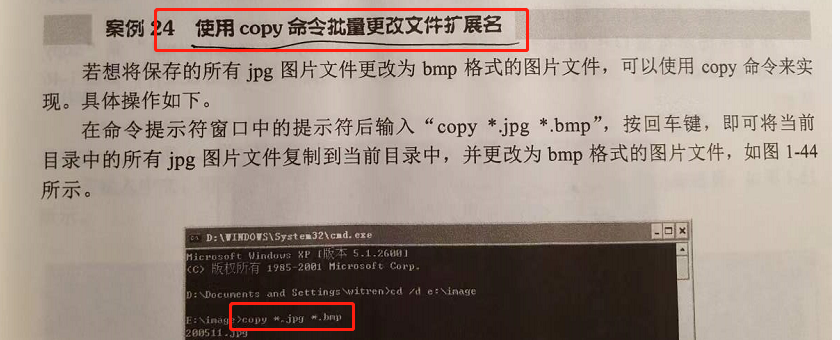 案例 24 使用 copy 命令批量更改文件扩展名
若想将保存的所有 jpg 图片文件更改为 bmp 格式的图片文件，可以使用 copy 命令来实
现。具体操作如下。
在命令提示符窗口中的提示符后输入“copy *.jpg *.bmp”，按回车键，即可将当前
目录中的所有 jpg 图片文件复制到当前目录中，并更改为 bmp 格式的图片文件，如图 1-44
所示。
D:\WINDOWS\System32\cmd.exe
Microsoft Windows XP [版本 5.1.2600]
(C) 版权所有 1985-2001 Microsoft Corp.
D:\Documents and Settings\witren>cd /d e:\image
E:\image>copy *.jpg *.bmp
200511.jpg